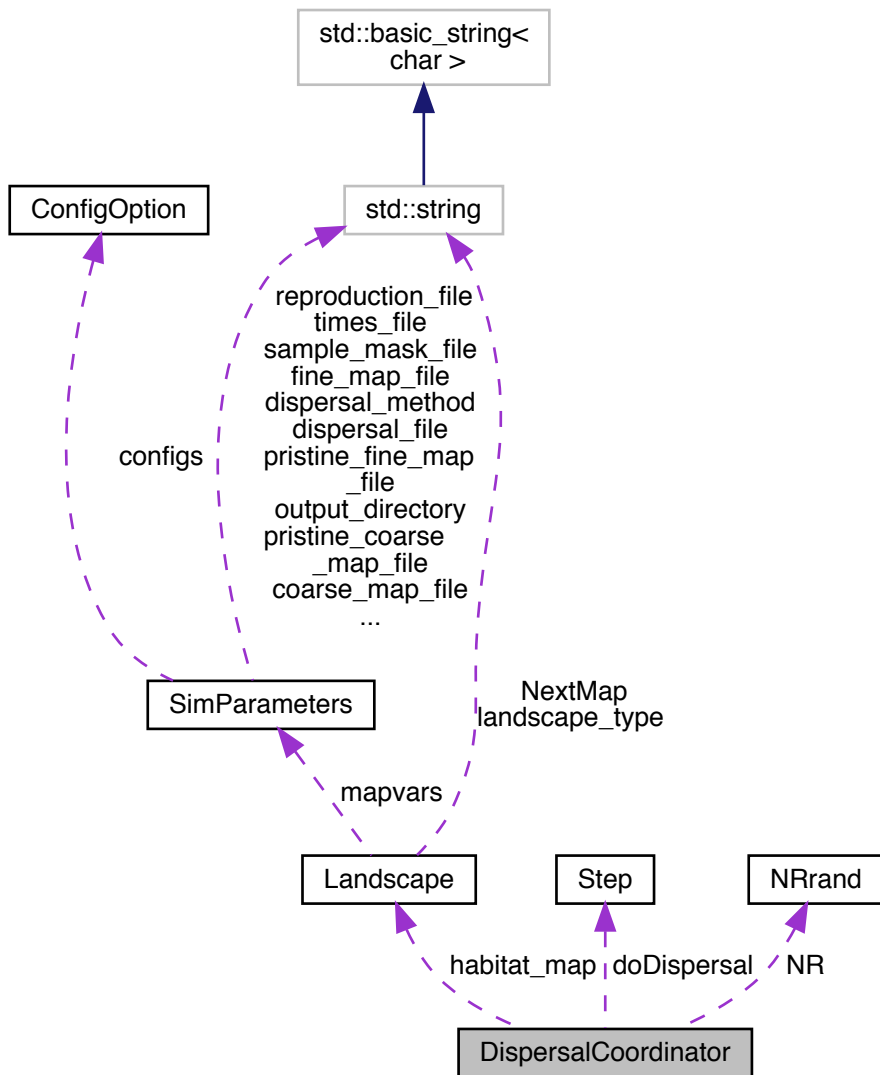 std::basic_string<
char >
ConfigOption
std::string
reproduction_file
times_file
sample_mask_file
fine_map_file
dispersal_method
dispersal_file
pristine_fine_map
_file
output_directory
pristine_coarse
_map_file
coarse_map_file
...
configs
SimParameters
NextMap
landscape_type
mapvars
Landscape
Step
NRrand
habitat_map
doDispersal
NR
DispersalCoordinator